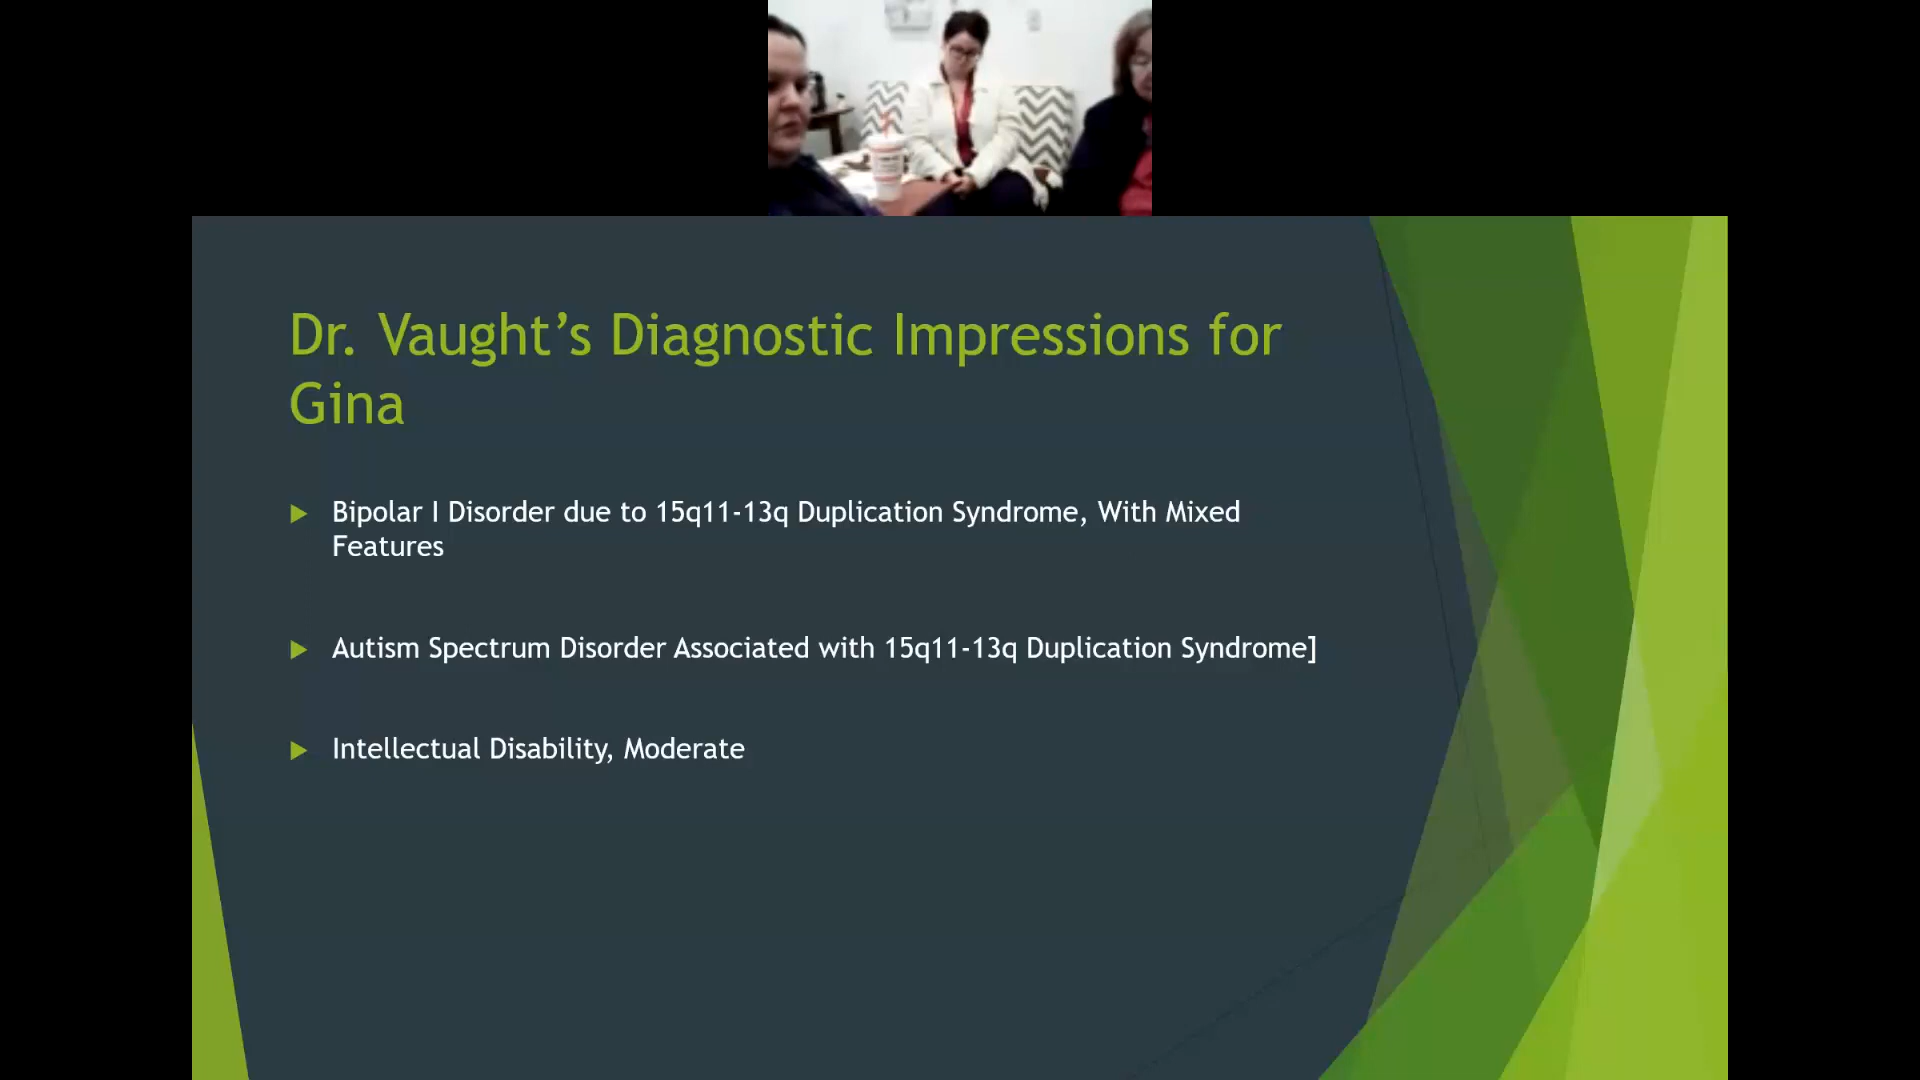 Dr. Vaught’s Diagnostic Impressions for
Gina
Bipolar I Disorder due to 15q11-13q Duplication Syndrome, With Mixed
Features
Autism Spectrum Disorder Associated with 15q11-13q Duplication Syndrome]
Intellectual Disability, Moderate